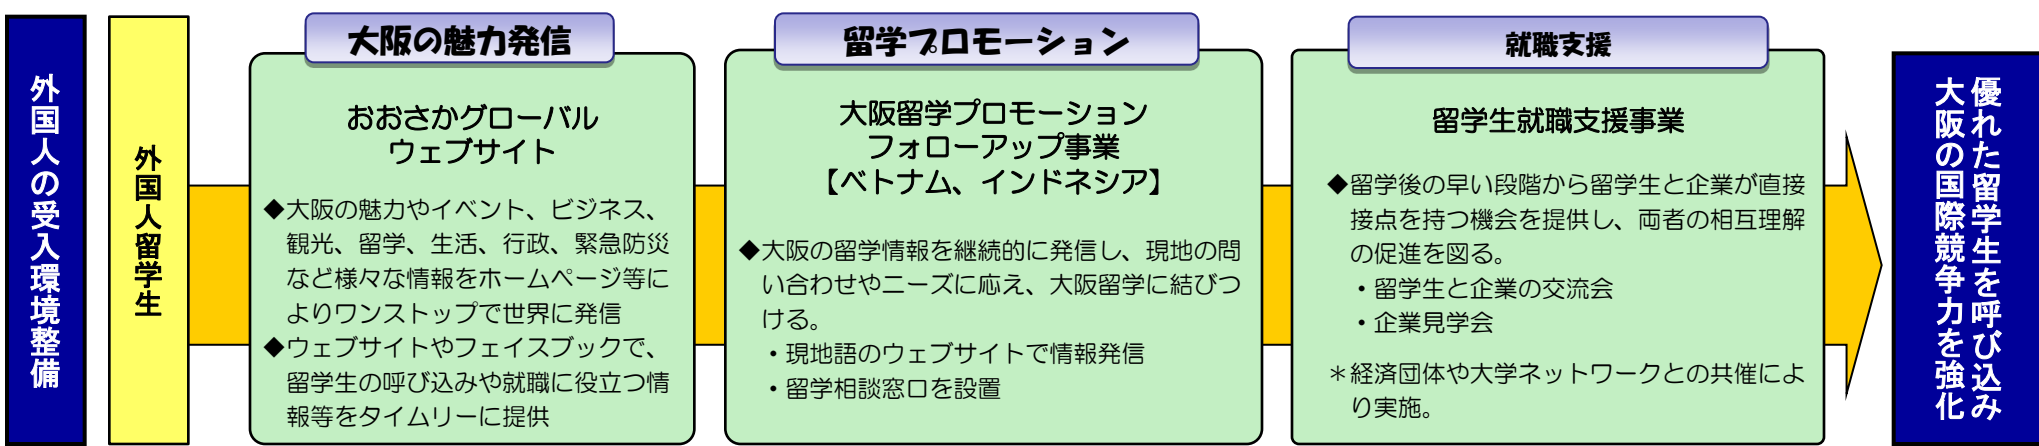 外国人の受入環境整備
外国人留学生
大阪の魅力発信
おおさかグローバル
ウェブサイト
◆大阪の魅力やイベント、ビジネス、
観光、留学、生活、行政、緊急防災
など様々な情報をホームページ等に
よりワンストップで世界に発信
◆ウェブサイトやフェイスブックで、
留学生の呼び込みや就職に役立つ情
報等をタイムリーに提供
留学プロモーション
大阪留学プロモーション
フォローアップ事業
【ベトナム、インドネシア】
◆大阪の留学情報を継続的に発信し、現地の問
い合わせやニーズに応え、大阪留学に結びつ
ける。
・現地語のウェブサイトで情報発信
・留学相談窓口を設置
就職支援
留学生就職支援事業
◆留学後の早い段階から留学生と企業が直接
接点を持つ機会を提供し、両者の相互理解
の促進を図る。
・留学生と企業の交流会
・企業見学会
＊経済団体や大学ネットワークとの共催によ
り実施。
優れた留学生を呼び込み
大阪の国際競争力を強化